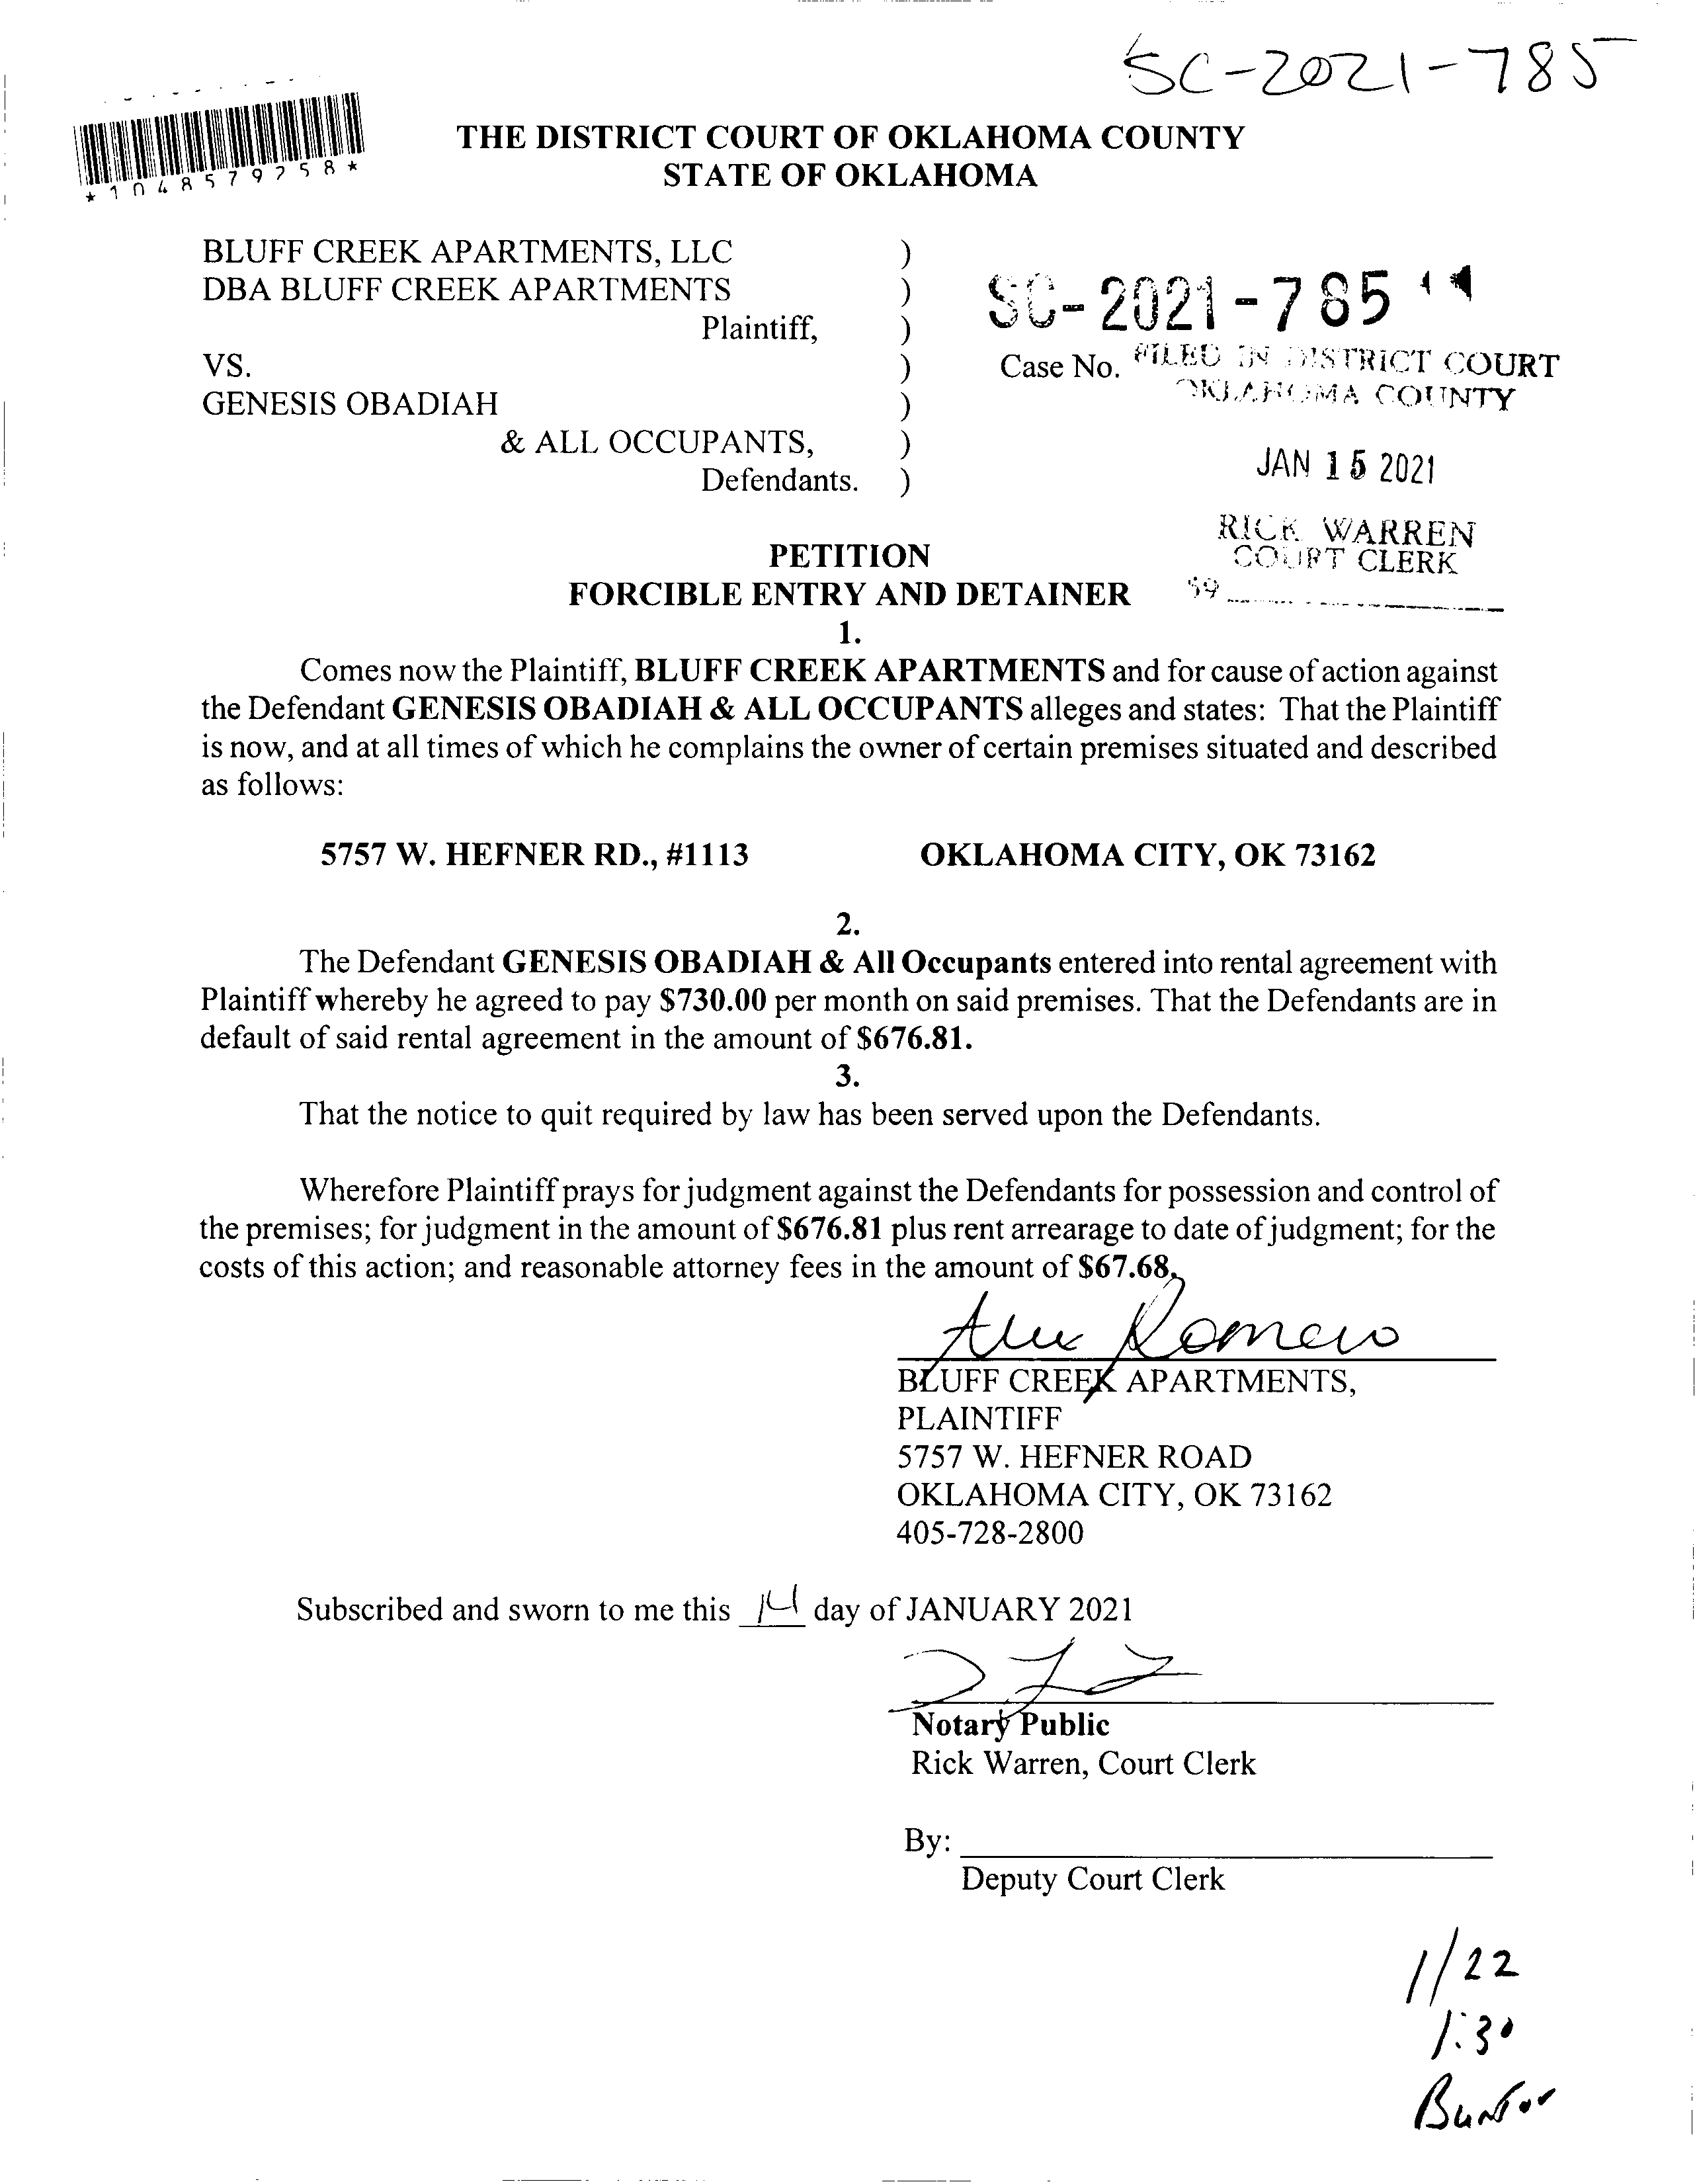 SC-2021-785
*1048579758*
THE DISTRICT COURT OF OKLAHOMA COUNTY
STATE OF OKLAHOMA
BLUFF CREEK APARTMENTS, LLC )
DBA BLUFF CREEK APARTMENTS )
Plaintiff, )
VS. )
GENESIS OBADIAH )
& ALL OCCUPANTS, )
Defendants. )
SC-2021-785
Case No.
FILED IN DISTRICT COURT
OKLAHOMA COUNTY
JAN 15 2021
RICK WARREN
COURT CLERK
59
PETITION
FORCIBLE ENTRY AND DETAINER
1.
Comes now the Plaintiff, BLUFF CREEK APARTMENTS and for cause of action against
the Defendant GENESIS OBADIAH & ALL OCCUPANTS alleges and states: That the Plaintiff
is now, and at all times of which he complains the owner of certain premises situated and described
as follows:
5757 W. HEFNER RD., #1113 OKLAHOMA CITY, OK 73162
2.
The Defendant GENESIS OBADIAH & All Occupants entered into rental agreement with
Plaintiff whereby he agreed to pay $730.00 per month on said premises. That the Defendants are in
default of said rental agreement in the amount of $676.81.
3.
That the notice to quit required by law has been served upon the Defendants.
Wherefore Plaintiff prays for judgment against the Defendants for possession and control of
the premises; for judgment in the amount of $676.81 plus rent arrearage to date of judgment; for the
costs of this action; and reasonable attorney fees in the amount of $67.68.
Alex Romero
BLUFF CREEK APARTMENTS,
PLAINTIFF
5757 W. HEFNER ROAD
OKLAHOMA CITY, OK 73162
405-728-2800
Subscribed and sworn to me this 14 day of JANUARY 2021
Notary Public
Rick Warren, Court Clerk
By:
Deputy Court Clerk
1/22
1:30